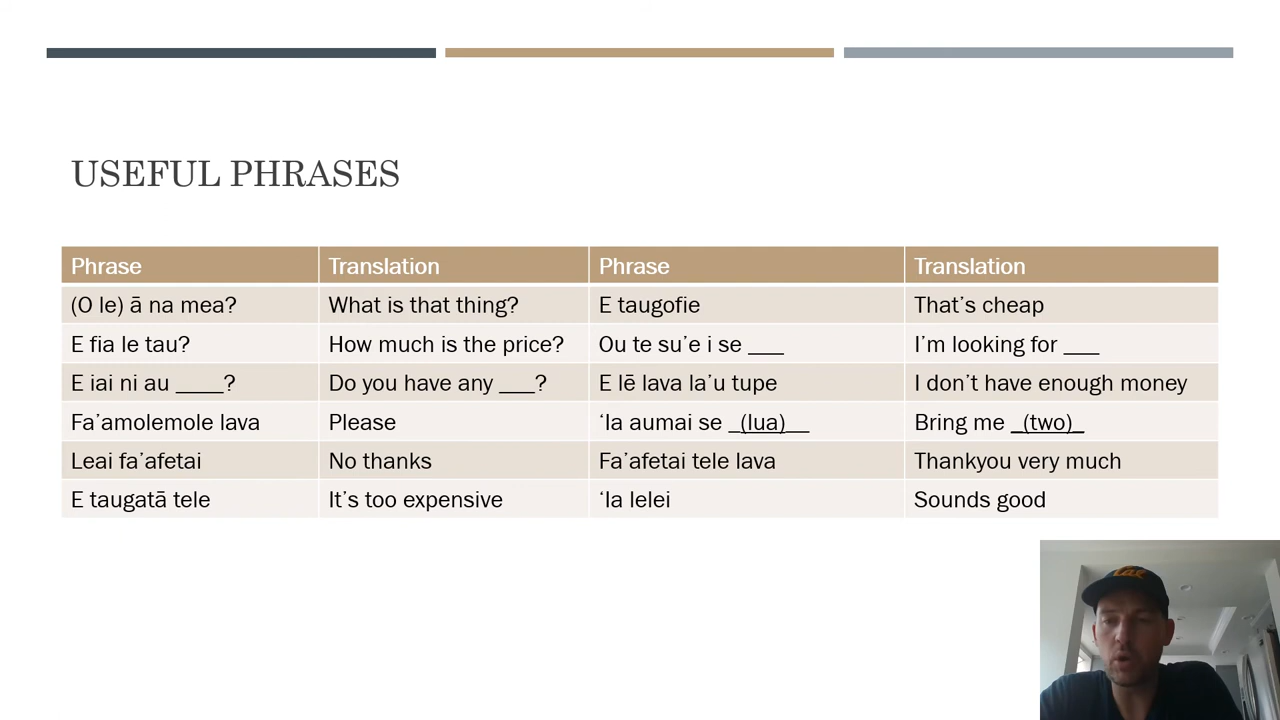 USEFUL PHRASES
Phrase Translation Phrase Translation
(O le) ā na mea? What is that thing? E taugofie That’s cheap
E fia le tau? How much is the price? Ou te su’e i se ___ I’m looking for ___
E iai ni au ____? Do you have any ___? E lē lava la’u tupe I don’t have enough money
Fa’amolemole lava Please ‘Ia aumai se _(lua)__ Bring me _(two)_
Leai fa’afetai No thanks Fa’afetai tele lava Thankyou very much
E taugatā tele It’s too expensive ‘Ia lelei Sounds good
Cal